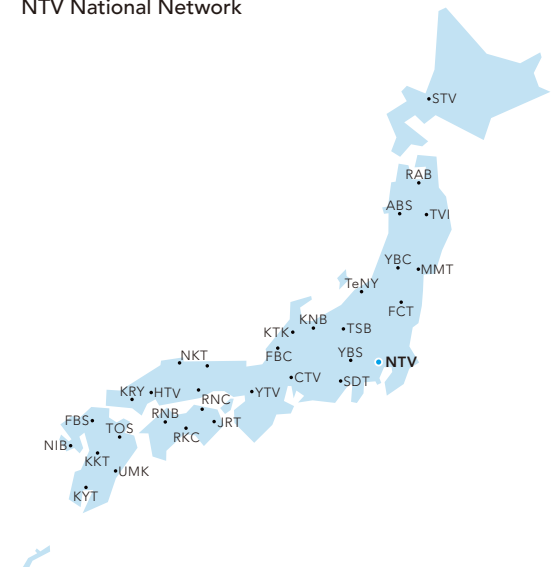 NTV National Network
STV
RAB
ABS
TVI
YBC
MMT
TeNY
FCT
KNB
KTK
TSB
FBC
YBS
NTV
NKT
CTV
SDT
KRY
HTV
RNC
YTV
FBS
RNB
TOS
JRT
RKC
NIB
KKT
UMK
KYT